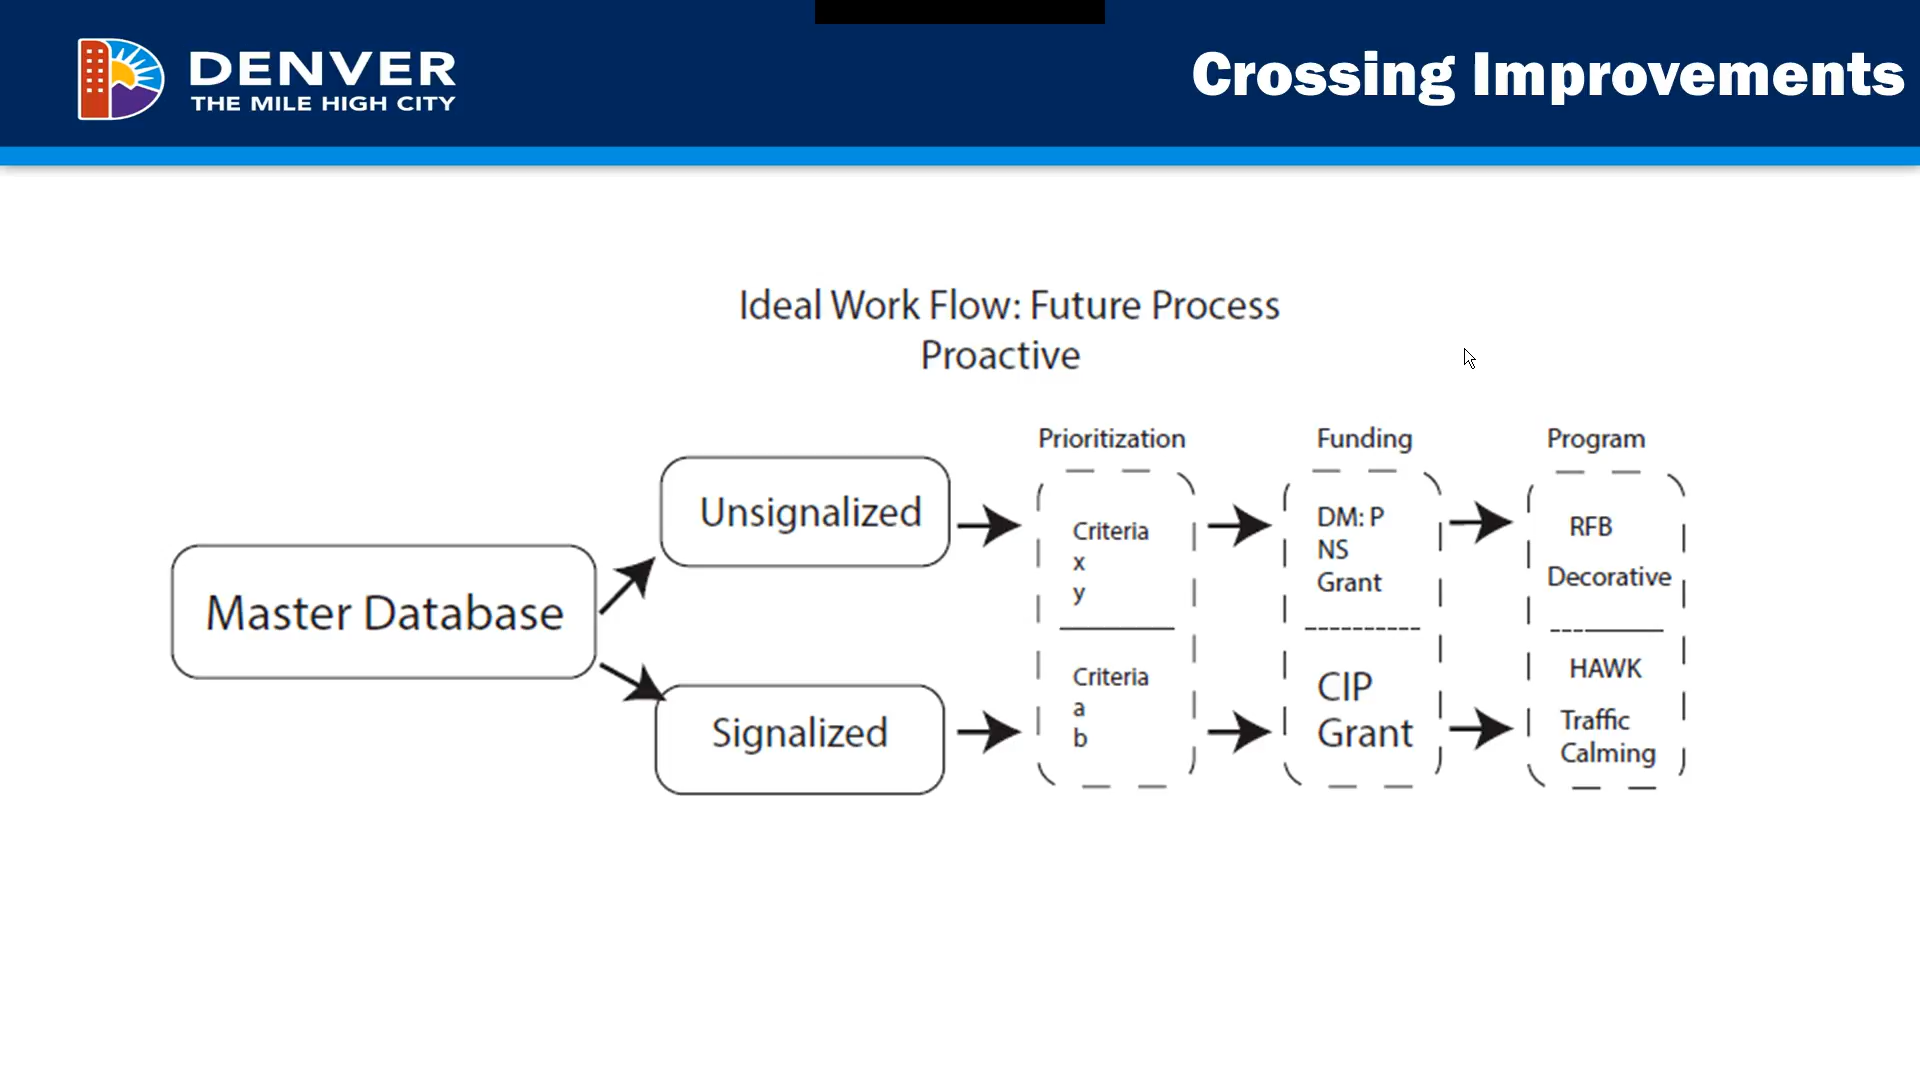 DENVER
THE MILE HIGH CITY
Crossing Improvements
Ideal Work Flow: Future Process
Proactive
Master Database
Unsignalized
Signalized
Prioritization
Criteria
x
y
Criteria
a
b
Funding
DM: P
NS
Grant
CIP
Grant
Program
RFB
Decorative
HAWK
Traffic
Calming